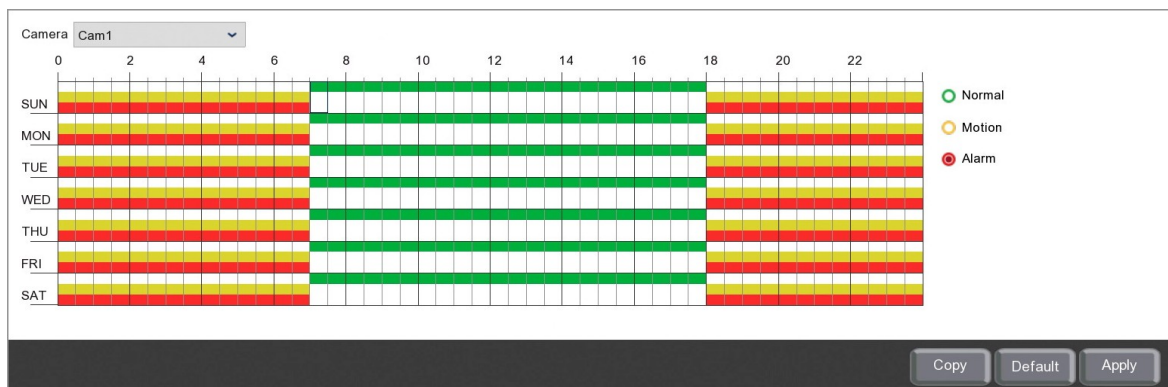 Camera Cam1
0 2 4 6 8 10 12 14 16 18 20 22
SUN
Normal
MON
Motion
TUE
Alarm
WED
THU
FRI
SAT
Copy Default Apply